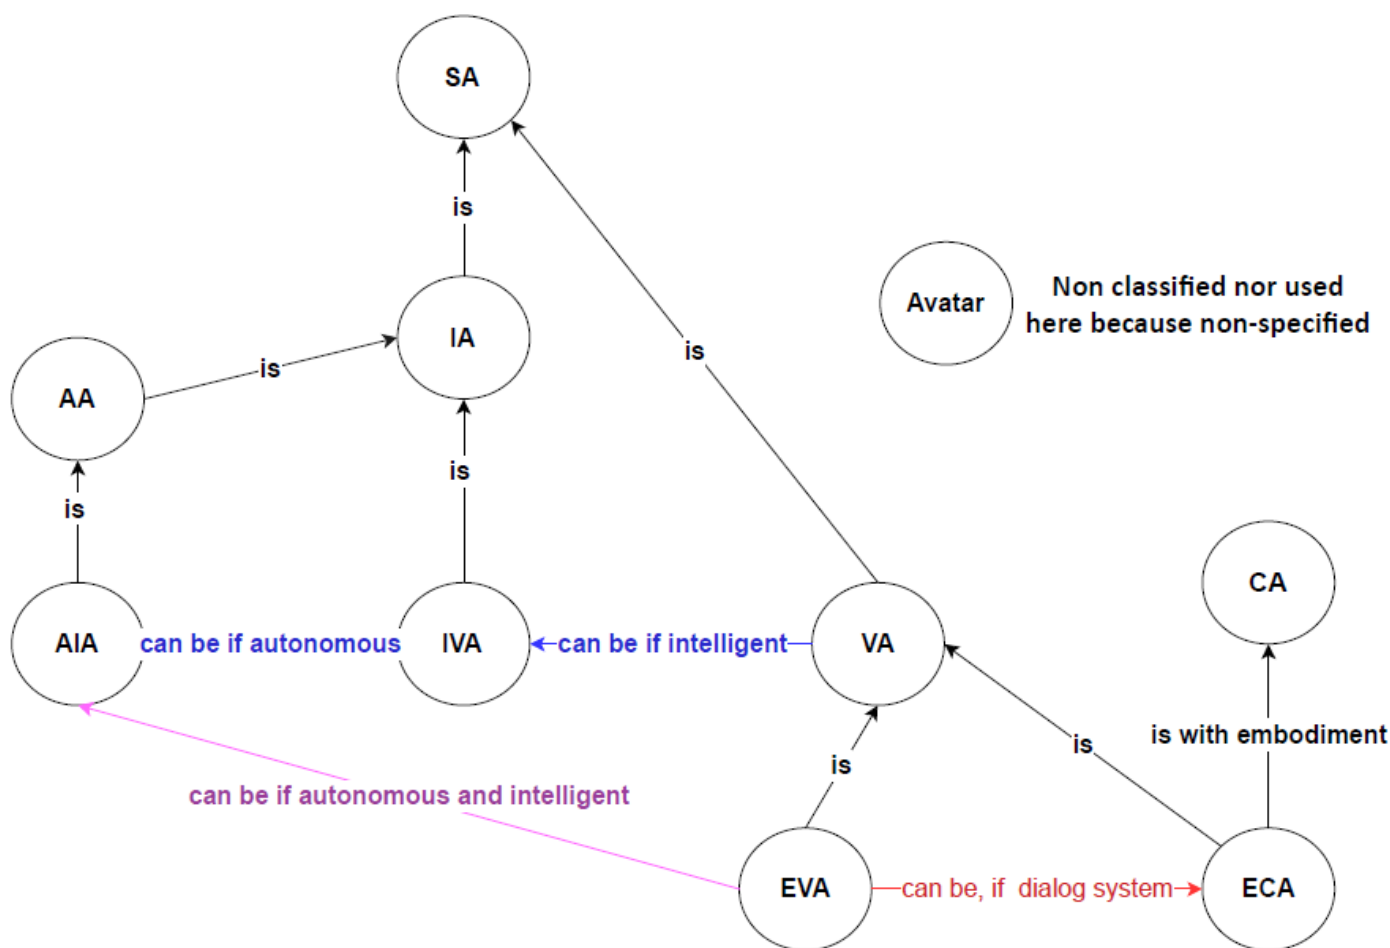 SA
is
IA
is
Avatar
Non classified nor used
here because non-specified
AA
is
is
is
AIA
can be if autonomous
IVA
can be if intelligent
VA
CA
is
is
is with embodiment
can be if autonomous and intelligent
EVA
can be, if dialog system
ECA